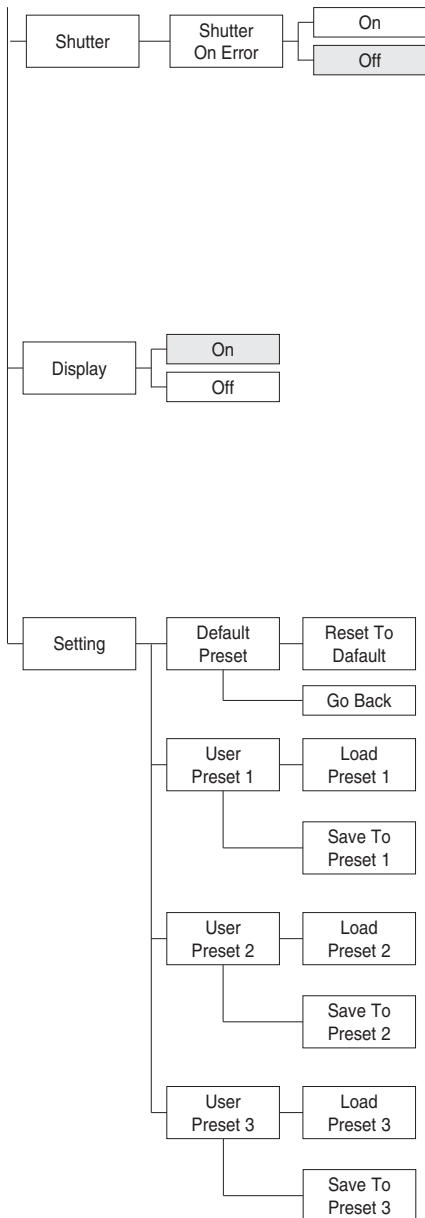 Shutter
Shutter
On Error
On
Off
Display
On
Off
Setting
Default
Preset
Reset To
Dafault
Go Back
User
Preset 1
Load
Preset 1
Save To
Preset 1
User
Preset 2
Load
Preset 2
Save To
Preset 2
User
Preset 3
Load
Preset 3
Save To
Preset 3